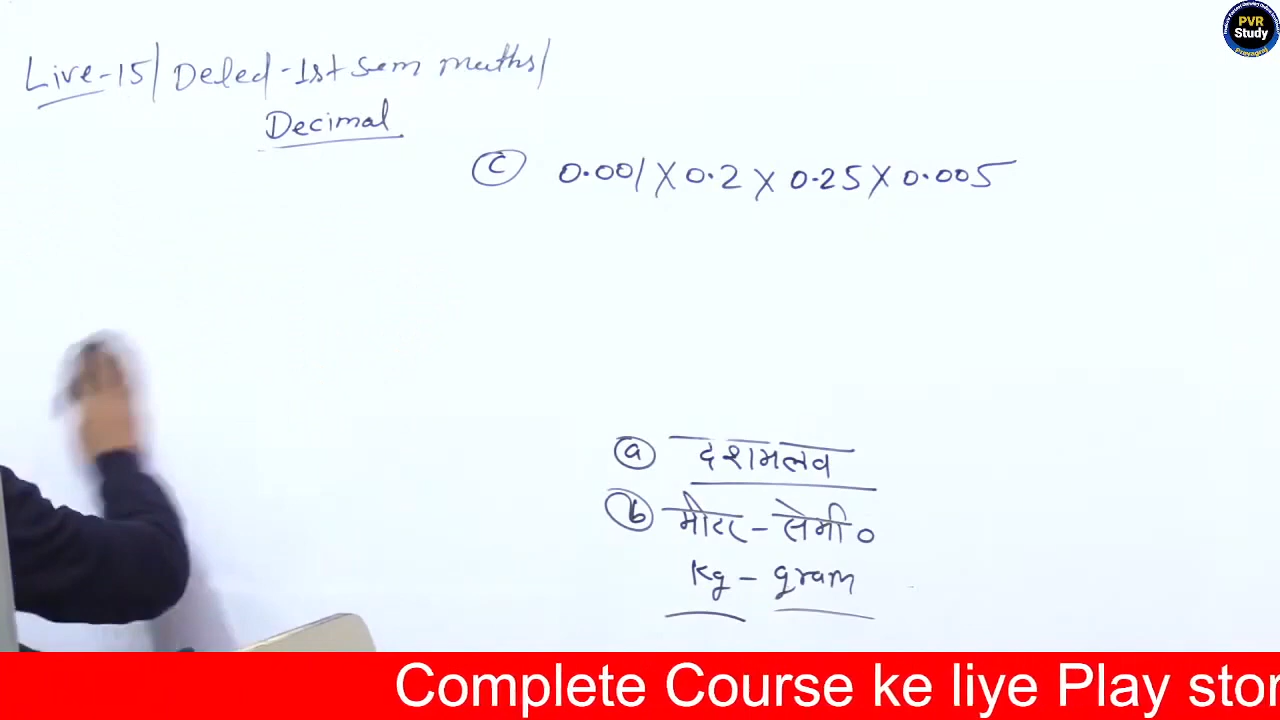 Live-15/ Deled-1st sem maths/
Decimal
(c) 0.001 X 0.2 X 0.25 X 0.005
(a) दशमलव
(b) मीटर - सेमी०
Kg - gram
PVR
Study
Prayagraj
Complete Course ke liye Play stor